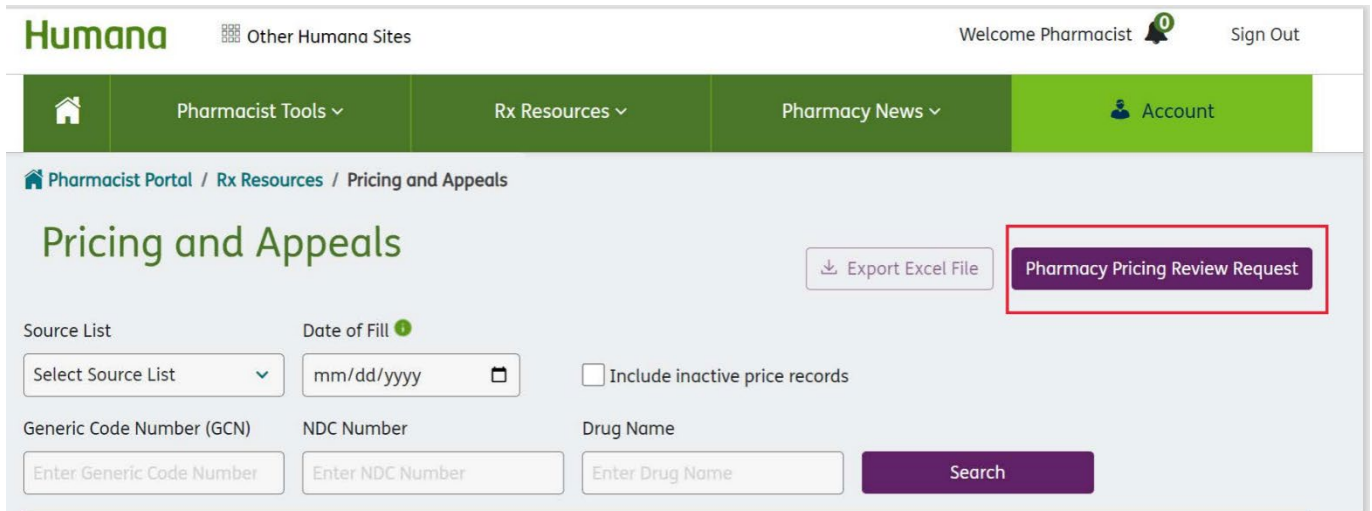 Humana
Other Humana Sites
Welcome Pharmacist
0
Sign Out
Pharmacist Tools
Rx Resources
Pharmacy News
Account
Pharmacist Portal / Rx Resources / Pricing and Appeals
Pricing and Appeals
Export Excel File
Pharmacy Pricing Review Request
Source List
Date of Fill
Select Source List
mm/dd/yyyy
Include inactive price records
Generic Code Number (GCN)
NDC Number
Drug Name
Enter Generic Code Number
Enter NDC Number
Enter Drug Name
Search